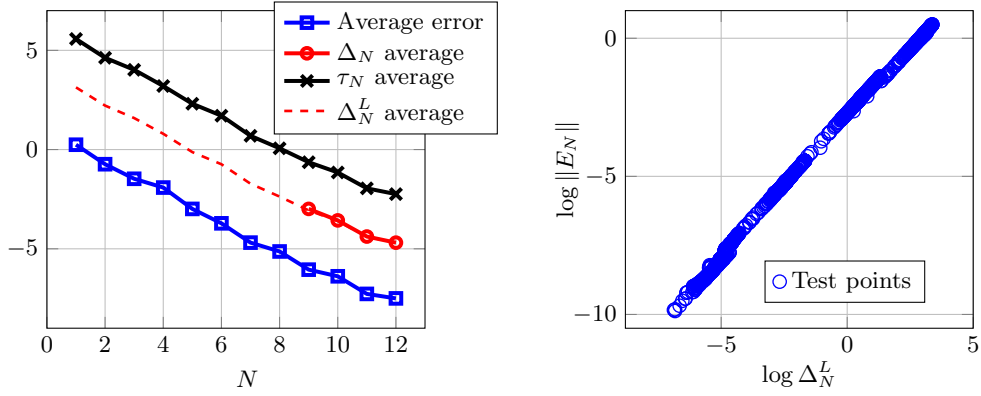 Average error
Δ_N average
τ_N average
Δ_N^L average
5
0
−5
0
2
4
6
8
10
12
N
0
−5
−10
log ||E_N||
Test points
−5
0
5
log Δ_N^L